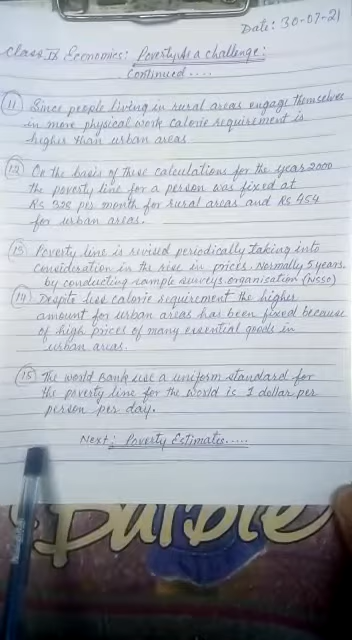 Date: 30-07-21
Class IX Economics: Poverty As a challenge:
Continued....
(11) Since people living in rural areas engage themselves
in more physical work calorie requirement is
higher than urban areas
(12) On the basis of these calculations for the year 2000
the poverty line for a person was fixed at
Rs 328 per month for rural areas and Rs 454
for urban areas.
(13) Poverty line is revised periodically taking into
consideration in the rise in prices. Normally 5 years.
by conducting sample surveys organisation (NSSO)
(14) Despite less calorie requirement the higher
amount for urban areas has been fixed because
of high prices of many essential goods in
urban areas.
(15) The world Bank use a uniform standard for
the poverty line for the world is 1 dollar per
person per day.
Next: Poverty Estimates.....
Barbie